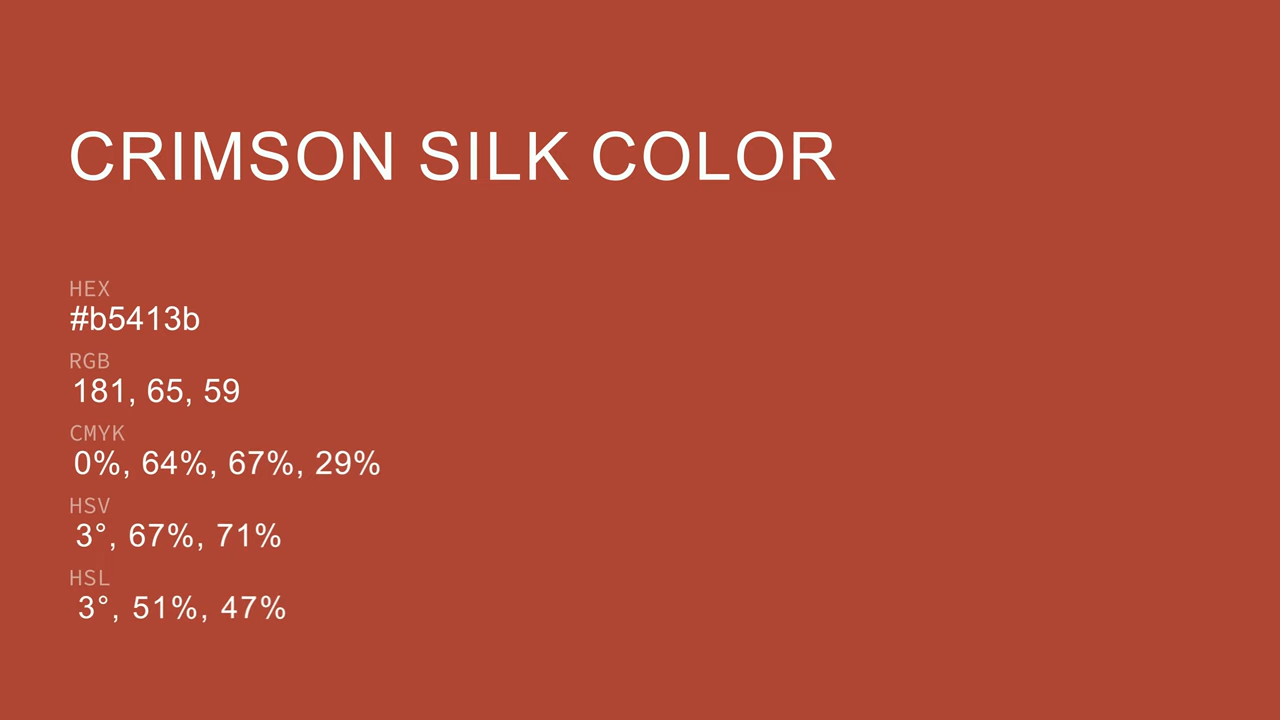 CRIMSON SILK COLOR
HEX
#b5413b
RGB
181, 65, 59
CMYK
0%, 64%, 67%, 29%
HSV
3°, 67%, 71%
HSL
3°, 51%, 47%